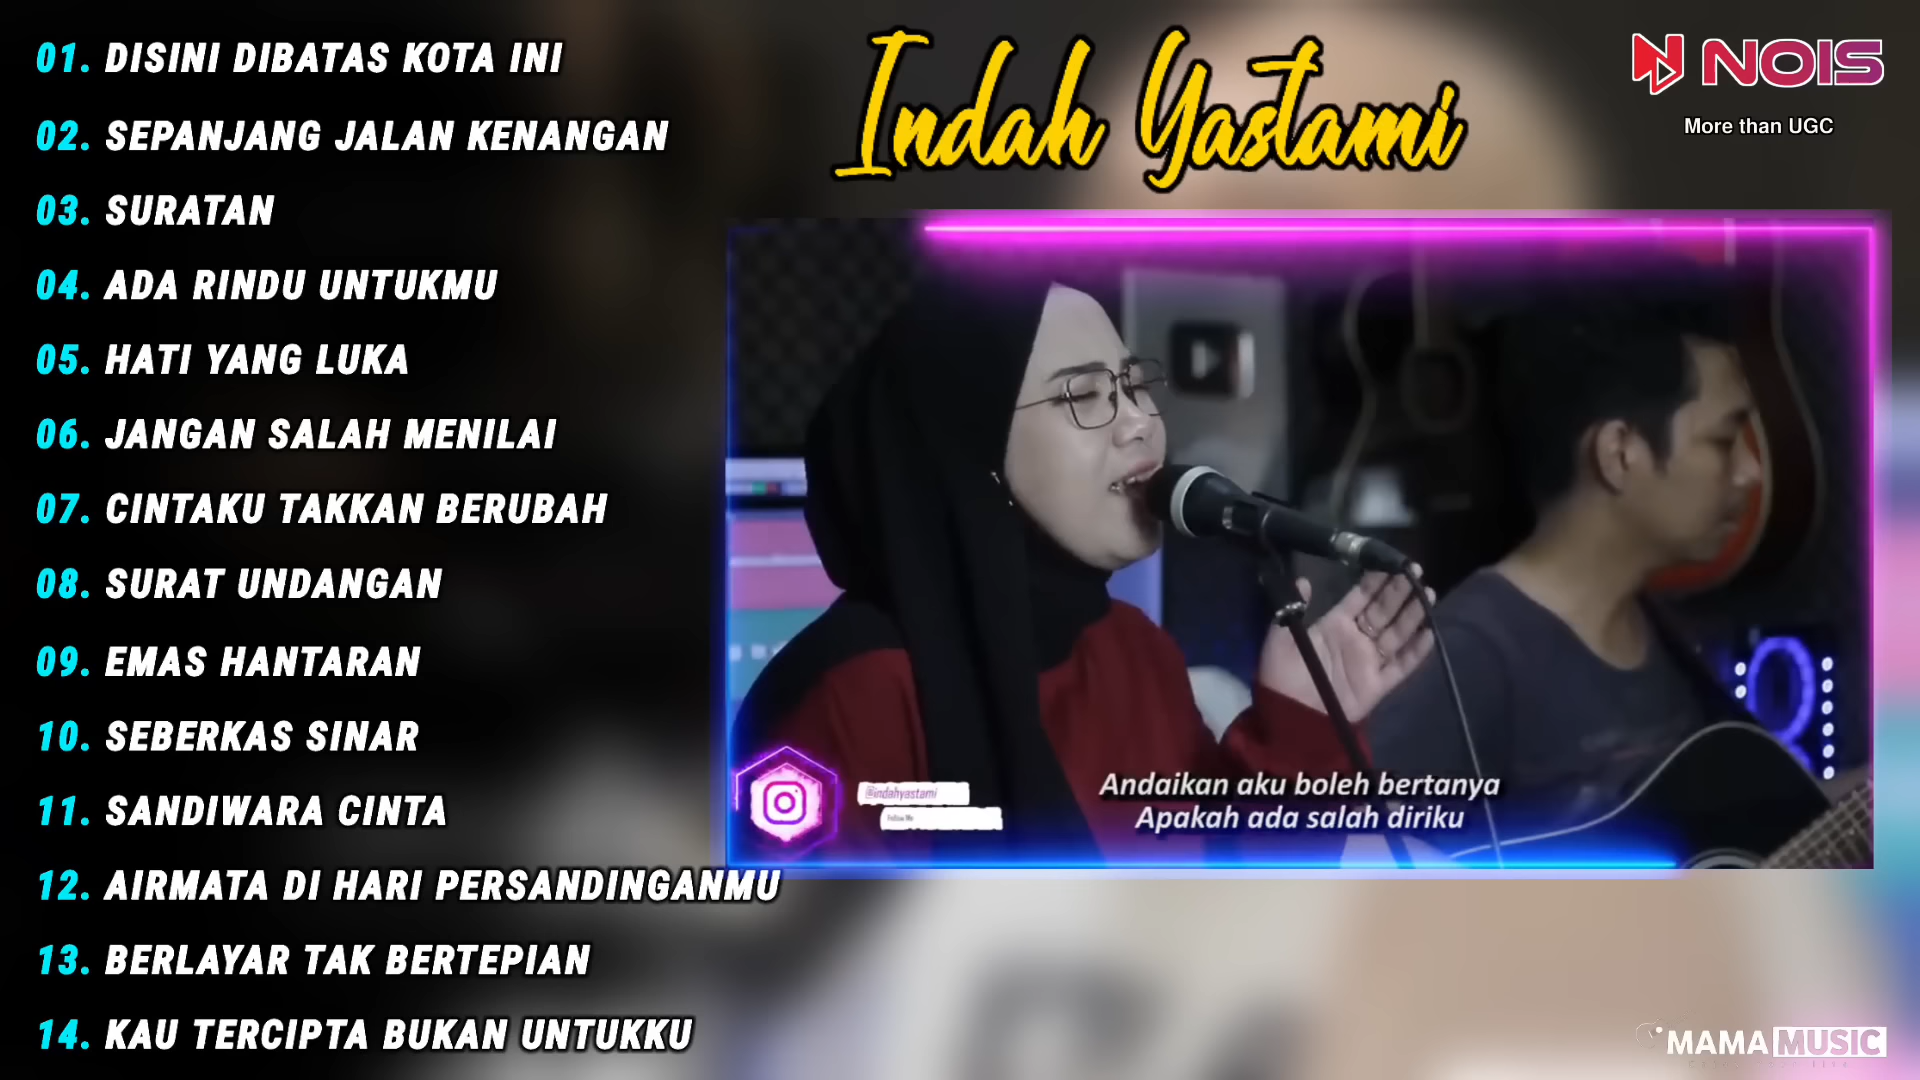 01. DISINI DIBATAS KOTA INI
02. SEPANJANG JALAN KENANGAN
03. SURATAN
04. ADA RINDU UNTUKMU
05. HATI YANG LUKA
06. JANGAN SALAH MENILAI
07. CINTAKU TAKKAN BERUBAH
08. SURAT UNDANGAN
09. EMAS HANTARAN
10. SEBERKAS SINAR
11. SANDIWARA CINTA
12. AIRMATA DI HARI PERSANDINGANMU
13. BERLAYAR TAK BERTEPIAN
14. KAU TERCIPTA BUKAN UNTUKKU
Indah Yastami
NOIS
More than UGC
@indahyastami
Follow Me
Andaikan aku boleh bertanya
Apakah ada salah diriku
MAMA MUSIC